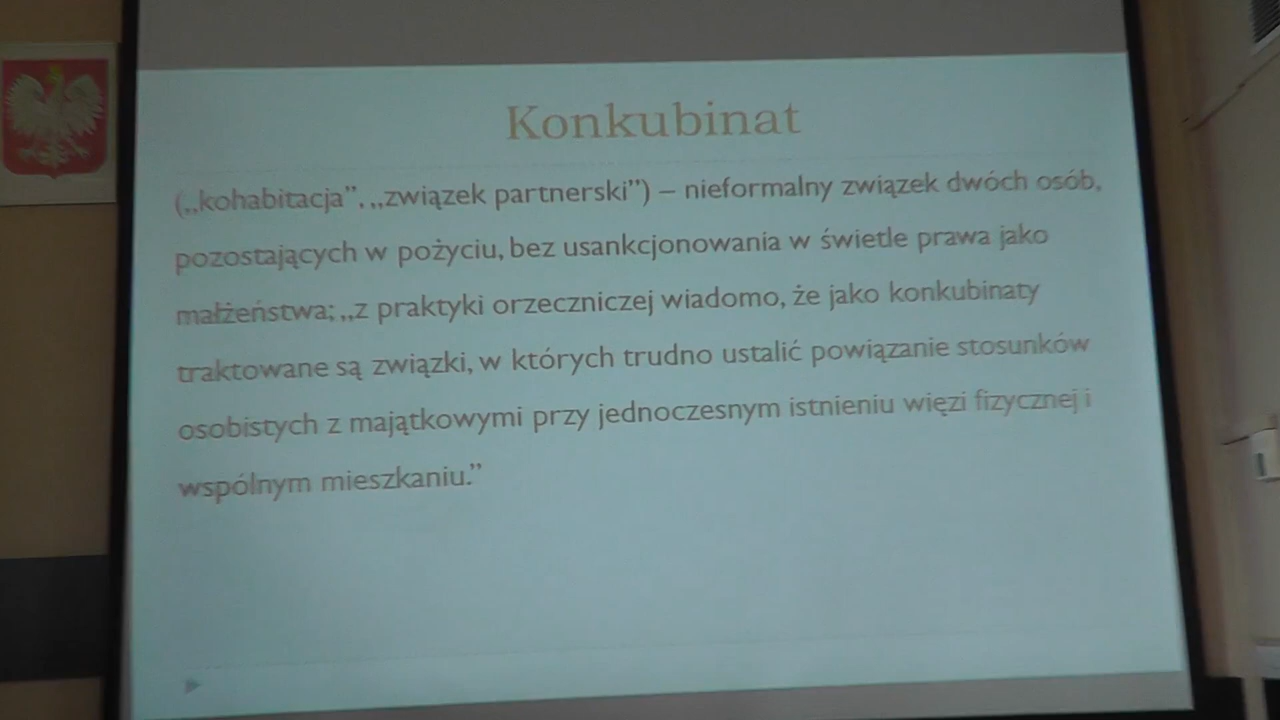 Konkubinat
(„kohabitacja”, „związek partnerski”) – nieformalny związek dwóch osób,
pozostających w pożyciu, bez usankcjonowania w świetle prawa jako
małżeństwa; „z praktyki orzeczniczej wiadomo, że jako konkubinaty
traktowane są związki, w których trudno ustalić powiązanie stosunków
osobistych z majątkowymi przy jednoczesnym istnieniu więzi fizycznej i
wspólnym mieszkaniu.”